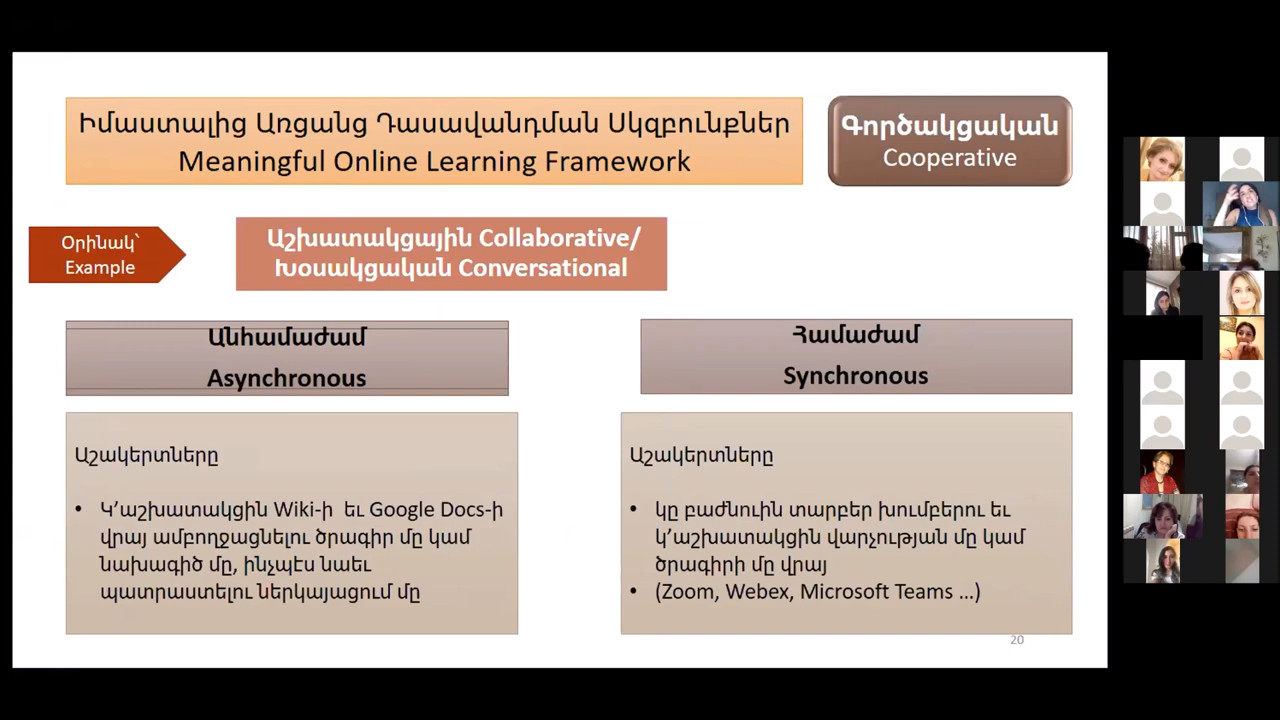 Իմաստալից Առցանց Դասավանդման Սկզբունքներ
Meaningful Online Learning Framework
Գործակցական
Cooperative
Օրինակ՝
Example
Աշխատակցային Collaborative/
Խօսակցական Conversational
Անհամաժամ
Asynchronous
Համաժամ
Synchronous
Աշակերտները
• Կ’աշխատակցին Wiki-ի եւ Google Docs-ի
վրայ ամբողջացնելու ծրագիր մը կամ
նախագիծ մը, ինչպէս նաեւ
պատրաստելու ներկայացում մը
Աշակերտները
• կը բաժնուին տարբեր խումբերու եւ
կ’աշխատակցին վարչության մը կամ
ծրագիրի մը վրայ
• (Zoom, Webex, Microsoft Teams ...)
20